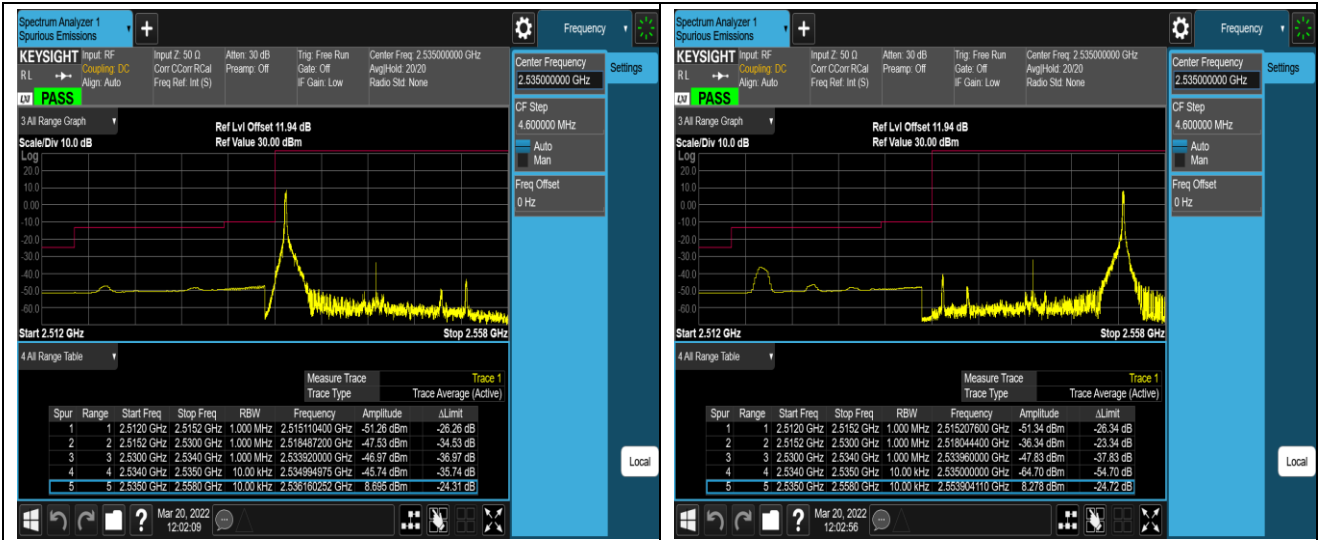 Spectrum Analyzer 1
Spurious Emissions
+
Frequency
KEYSIGHT Input: RF Input Z: 50 Ω Atten: 30 dB Trig: Free Run Center Freq: 2.535000000 GHz
RL Coupling: DC Corr CCorr RCal Preamp: Off Gate: Off Avg|Hold: 20/20
Align: Auto Freq Ref: Int (S) IF Gain: Low Radio Std: None
LXI PASS
Center Frequency
2.535000000 GHz
Settings
CF Step
4.600000 MHz
Auto
Man
Freq Offset
0 Hz
3 All Range Graph
Ref Lvl Offset 11.94 dB
Scale/Div 10.0 dB Ref Value 30.00 dBm
Log
20.0
10.0
0.00
-10.0
-20.0
-30.0
-40.0
-50.0
-60.0
Start 2.512 GHz Stop 2.558 GHz
4 All Range Table
Measure Trace Trace 1
Trace Type Trace Average (Active)
Spur Range Start Freq Stop Freq RBW Frequency Amplitude ΔLimit
1 1 2.5120 GHz 2.5152 GHz 1.000 MHz 2.515110400 GHz -51.26 dBm -26.26 dB
2 2 2.5152 GHz 2.5300 GHz 1.000 MHz 2.518487200 GHz -47.53 dBm -34.53 dB
3 3 2.5300 GHz 2.5340 GHz 1.000 MHz 2.533920000 GHz -46.97 dBm -36.97 dB
4 4 2.5340 GHz 2.5350 GHz 10.00 kHz 2.534994975 GHz -45.74 dBm -35.74 dB
5 5 2.5350 GHz 2.5580 GHz 10.00 kHz 2.536160252 GHz 8.695 dBm -24.31 dB
Local
?
Mar 20, 2022
12:02:09
Spectrum Analyzer 1
Spurious Emissions
+
Frequency
KEYSIGHT Input: RF Input Z: 50 Ω Atten: 30 dB Trig: Free Run Center Freq: 2.535000000 GHz
RL Coupling: DC Corr CCorr RCal Preamp: Off Gate: Off Avg|Hold: 20/20
Align: Auto Freq Ref: Int (S) IF Gain: Low Radio Std: None
LXI PASS
Center Frequency
2.535000000 GHz
Settings
CF Step
4.600000 MHz
Auto
Man
Freq Offset
0 Hz
3 All Range Graph
Ref Lvl Offset 11.94 dB
Scale/Div 10.0 dB Ref Value 30.00 dBm
Log
20.0
10.0
0.00
-10.0
-20.0
-30.0
-40.0
-50.0
-60.0
Start 2.512 GHz Stop 2.558 GHz
4 All Range Table
Measure Trace Trace 1
Trace Type Trace Average (Active)
Spur Range Start Freq Stop Freq RBW Frequency Amplitude ΔLimit
1 1 2.5120 GHz 2.5152 GHz 1.000 MHz 2.515207600 GHz -51.34 dBm -26.34 dB
2 2 2.5152 GHz 2.5300 GHz 1.000 MHz 2.518044400 GHz -36.34 dBm -23.34 dB
3 3 2.5300 GHz 2.5340 GHz 1.000 MHz 2.533960000 GHz -47.83 dBm -37.83 dB
4 4 2.5340 GHz 2.5350 GHz 10.00 kHz 2.535000000 GHz -64.70 dBm -54.70 dB
5 5 2.5350 GHz 2.5580 GHz 10.00 kHz 2.553904110 GHz 8.278 dBm -24.72 dB
Local
?
Mar 20, 2022
12:02:56